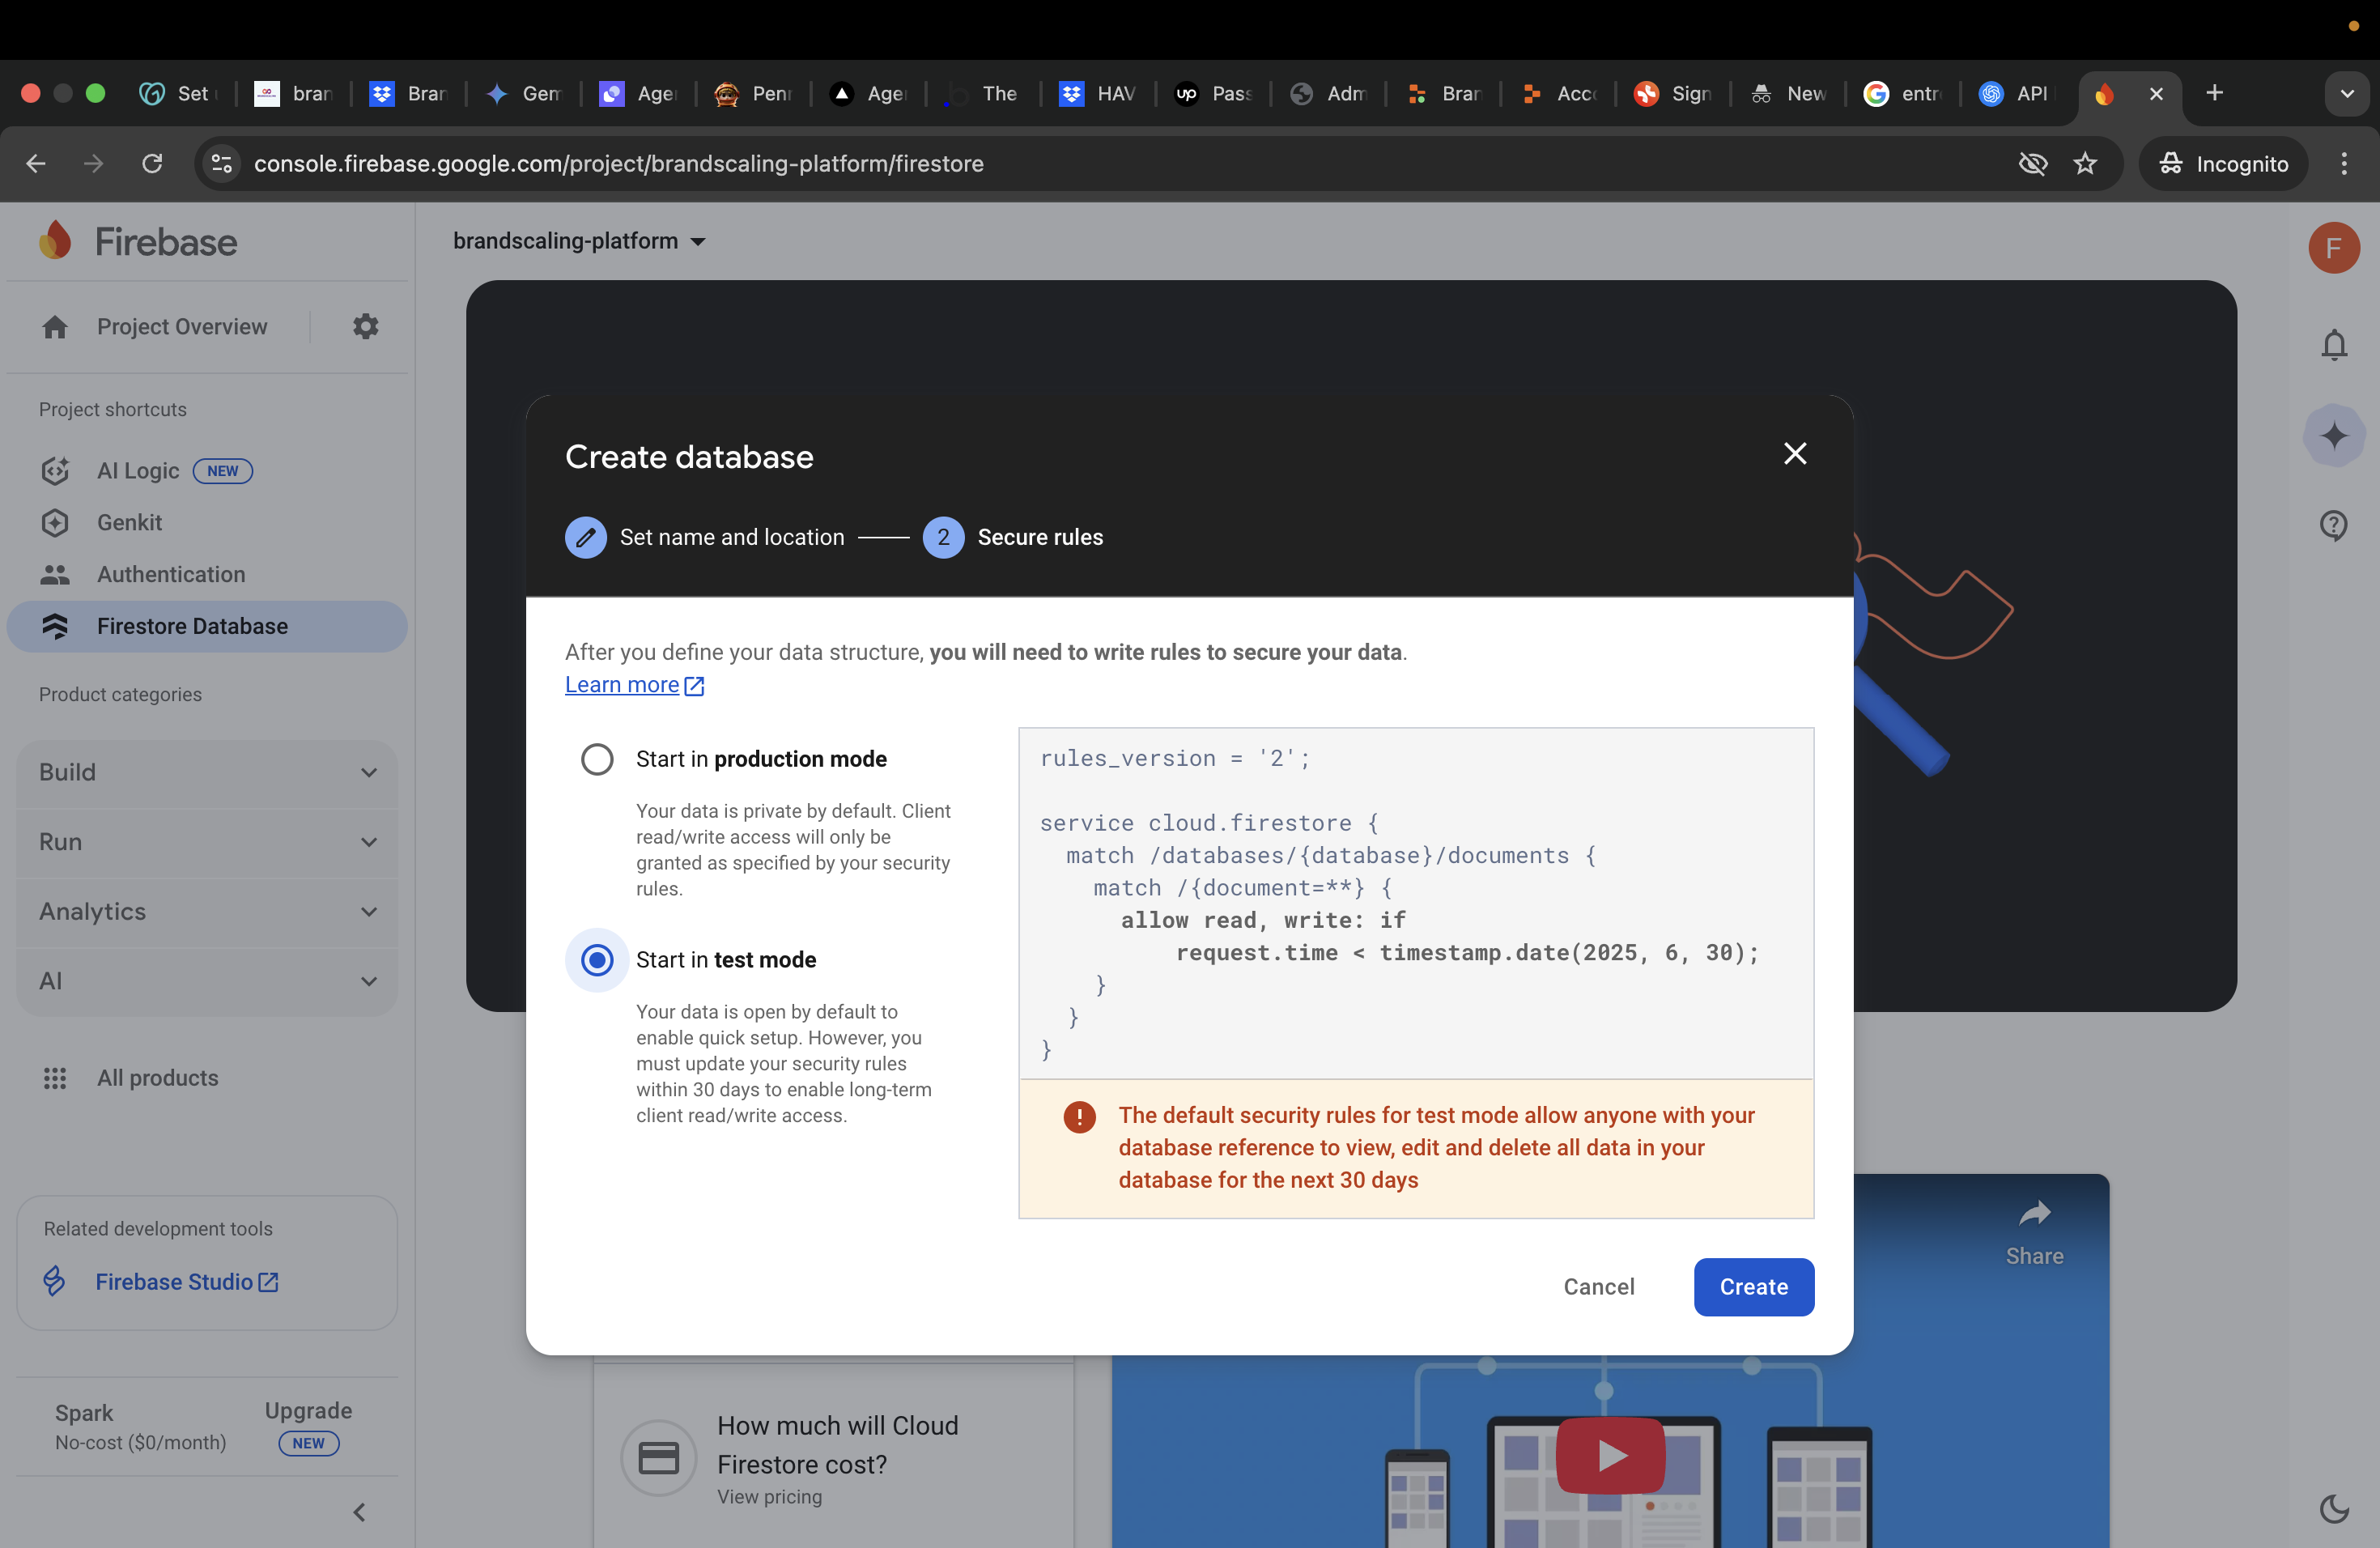 Set
bran
Bran
Gem
Age
Penn
Age
The
HAV
up
Pass
Adm
Bran
Acc
Sign
New
entr
API
console.firebase.google.com/project/brandscaling-platform/firestore
Incognito
Firebase
Project Overview
Project shortcuts
AI Logic NEW
Genkit
Authentication
Firestore Database
Product categories
Build
Run
Analytics
AI
All products
Related development tools
Firebase Studio
Spark
No-cost ($0/month)
Upgrade
NEW
brandscaling-platform
F
Create database
Set name and location
2 Secure rules
After you define your data structure, you will need to write rules to secure your data.
Learn more
Start in production mode
Your data is private by default. Client
read/write access will only be
granted as specified by your security
rules.
Start in test mode
Your data is open by default to
enable quick setup. However, you
must update your security rules
within 30 days to enable long-term
client read/write access.
rules_version = '2';
service cloud.firestore {
match /databases/{database}/documents {
match /{document=**} {
allow read, write: if
request.time < timestamp.date(2025, 6, 30);
}
}
}
The default security rules for test mode allow anyone with your
database reference to view, edit and delete all data in your
database for the next 30 days
Cancel
Create
Share
How much will Cloud
Firestore cost?
View pricing